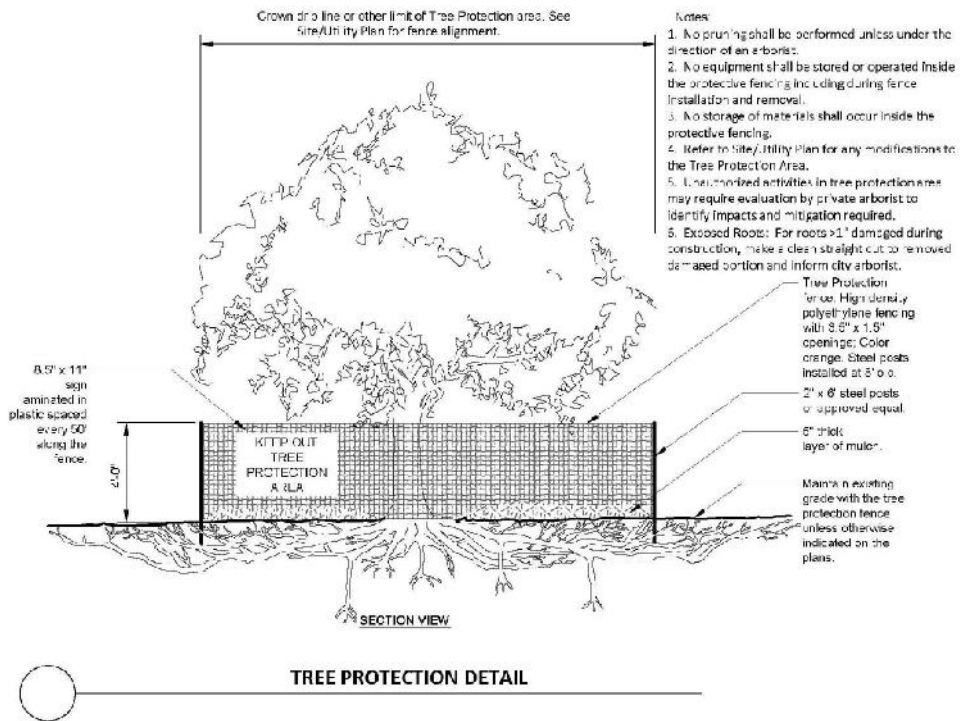 Crown drip line or other limit of Tree Protection area. See
Site/Utility Plan for fence alignment.
Notes:
1. No pruning shall be performed unless under the
direction of an arborist.
2. No equipment shall be stored or operated inside
the protective fencing including during fence
installation and removal.
3. No storage of materials shall occur inside the
protective fencing.
4. Refer to Site/Utility Plan for any modifications to
the Tree Protection Area.
5. Unauthorized activities in tree protection area
may require evaluation by private arborist to
identify impacts and mitigation required.
6. Exposed Roots: For roots >1" damaged during
construction, make a clean straight cut to removed
damaged portion and inform city arborist.
Tree Protection
fence: High density
polyethylene fencing
with x 1.5"
openings; Color
orange. Steel posts
installed at 8' o.c.
2" x 6' steel posts
or approved equal.
thick
layer of mulch.
Maintain existing
grade with the tree
protection fence
unless otherwise
indicated on the
plans.
8.5" x 11"
sign
aminated in
plastic spaced
every 50'
along the
fence.
KEEP OUT
TREE
PROTECTION
AREA
SECTION VIEW
TREE PROTECTION DETAIL